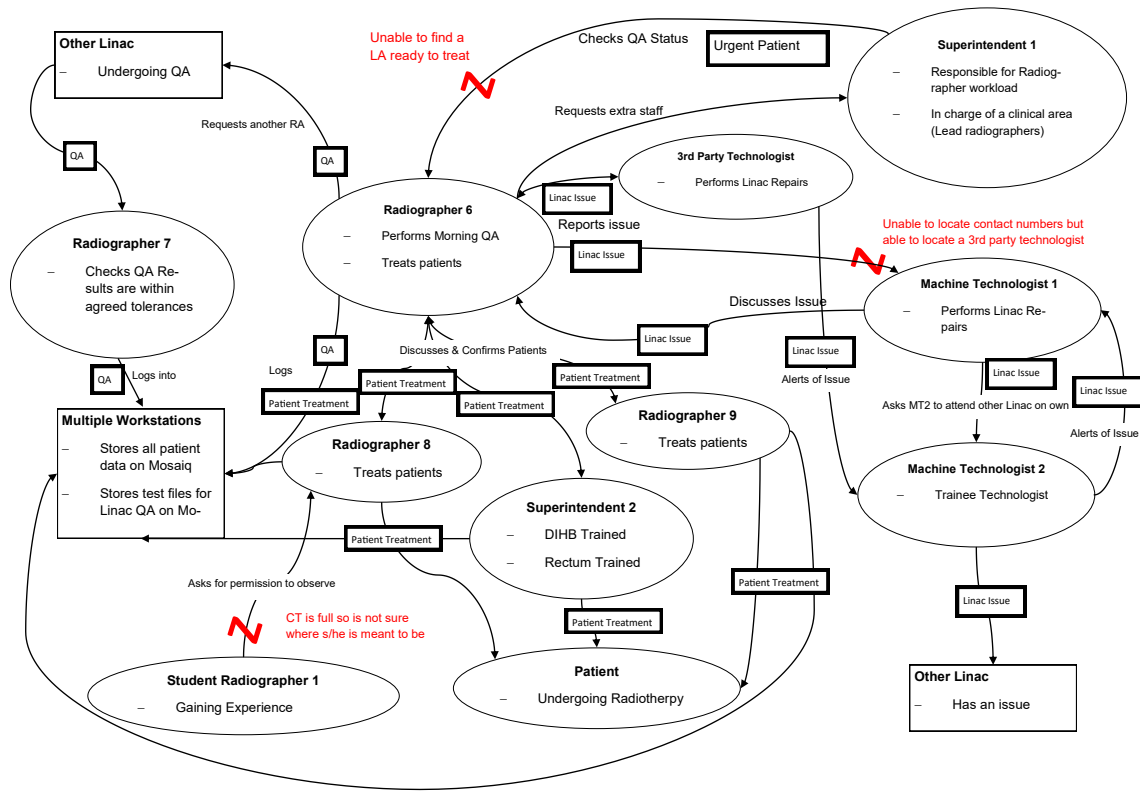 Unable to find a
LA ready to treat
Checks QA Status
Urgent Patient
Other Linac
– Undergoing QA
Superintendent 1
– Responsible for Radiog-
rapher workload
– In charge of a clinical area
(Lead radiographers)
Requests another RA
Requests extra staff
QA
QA
3rd Party Technologist
– Performs Linac Repairs
Linac Issue
Radiographer 6
– Performs Morning QA
– Treats patients
Reports issue
Linac Issue
Unable to locate contact numbers but
able to locate a 3rd party technologist
Radiographer 7
– Checks QA Re-
sults are within
agreed tolerances
Machine Technologist 1
– Performs Linac Re-
pairs
Discusses Issue
Linac Issue
QA
Discusses & Confirms Patients
Linac Issue
Alerts of Issue
Linac Issue
Linac Issue
QA
Logs into
Logs
Patient Treatment
Patient Treatment
Patient Treatment
Patient Treatment
Asks MT2 to attend other Linac on own
Alerts of Issue
Multiple Workstations
– Stores all patient
data on Mosaiq
– Stores test files for
Linac QA on Mo-
Radiographer 8
– Treats patients
Radiographer 9
– Treats patients
Machine Technologist 2
– Trainee Technologist
Superintendent 2
– DIHB Trained
– Rectum Trained
Patient Treatment
Asks for permission to observe
Patient Treatment
Linac Issue
CT is full so is not sure
where s/he is meant to be
Patient Treatment
Student Radiographer 1
– Gaining Experience
Patient
– Undergoing Radiotherpy
Other Linac
– Has an issue